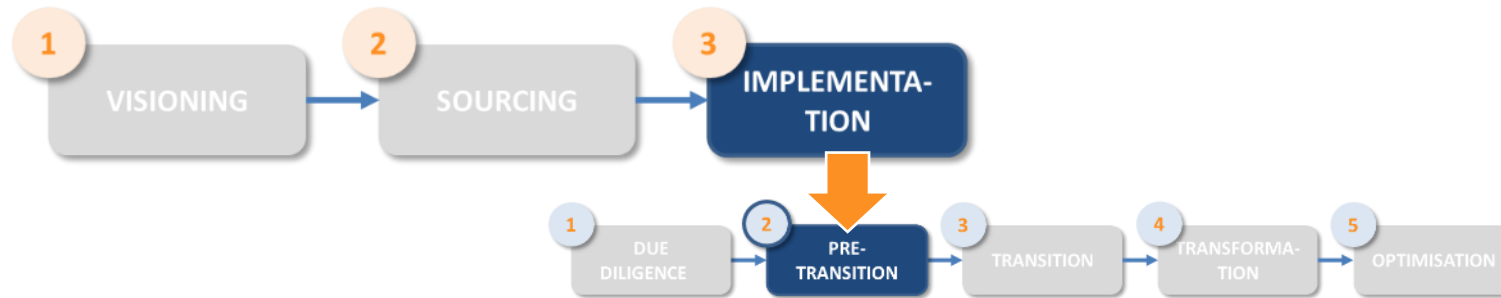 1
VISIONING
2
SOURCING
3
IMPLEMENTA-
TION
1
DUE
DILIGENCE
2
PRE-
TRANSITION
3
TRANSITION
4
TRANSFORMA-
TION
5
OPTIMISATION